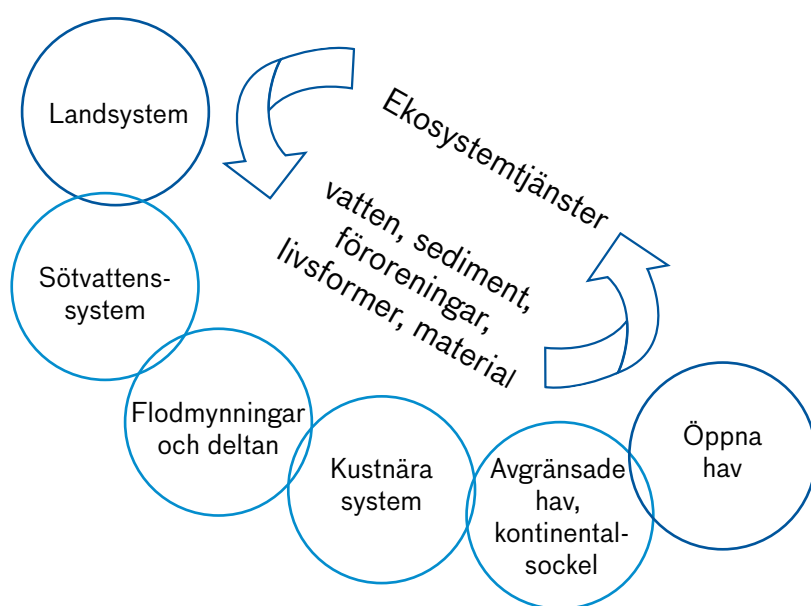 Landsystem
Ekosystemtjänster
vatten, sediment,
föroreningar,
livsformer, material
Sötvattens-
system
Flodmynningar
och deltan
Kustnära
system
Avgränsade
hav,
kontinental-
sockel
Öppna
hav